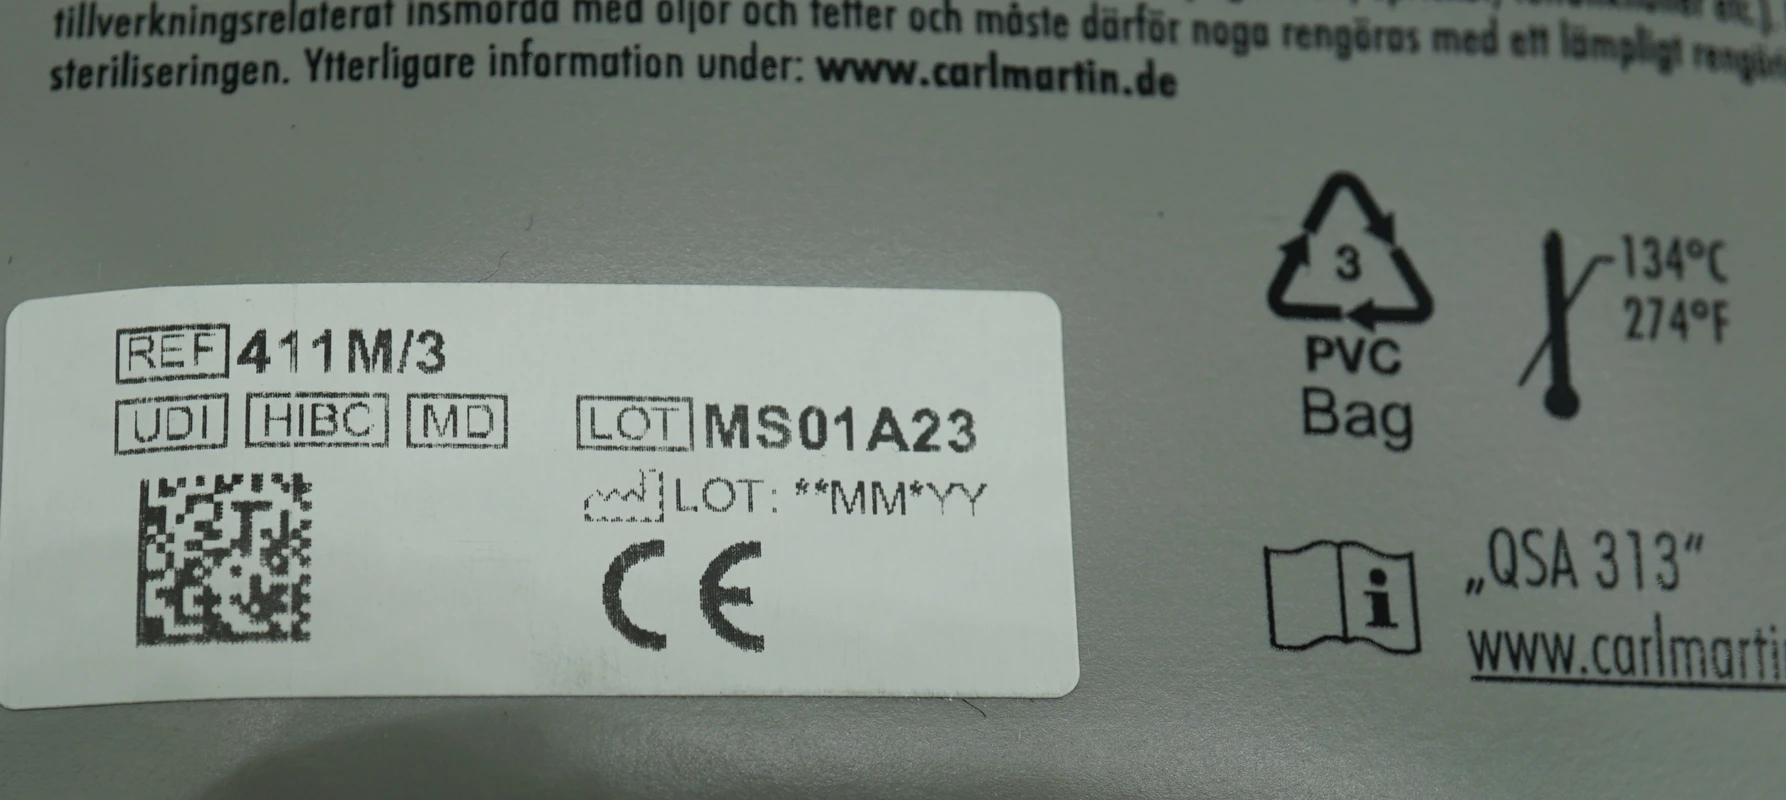 tillverkningsrelaterat insmorda med oljor och fetter och måste därför noga rengöras med ett lämpligt
steriliseringen. Ytterligare information under: www.carlmartin.de
3
PVC
Bag
134°C
274°F
REF 411M/3
UDI HIBC MD LOT MS01A23
LOT: **MM*YY
CE
„QSA 313“
www.carlmarti